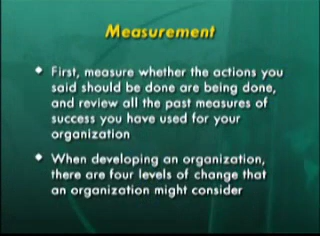 Measurement
◆ First, measure whether the actions you
said should be done are being done,
and review all the past measures of
success you have used for your
organization
◆ When developing an organization,
there are four levels of change that
an organization might consider